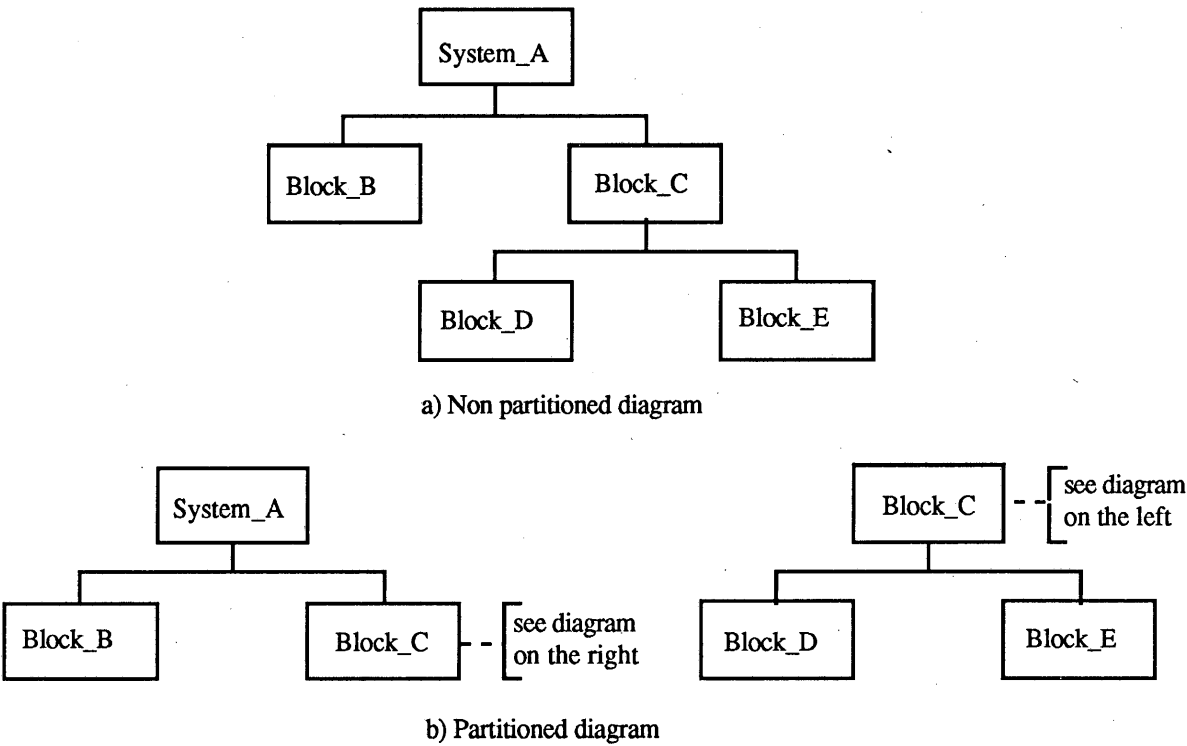 System_A
Block_B
Block_C
Block_D
Block_E
a) Non partitioned diagram
System_A
Block_B
Block_C
see diagram
on the right
Block_C
see diagram
on the left
Block_D
Block_E
b) Partitioned diagram